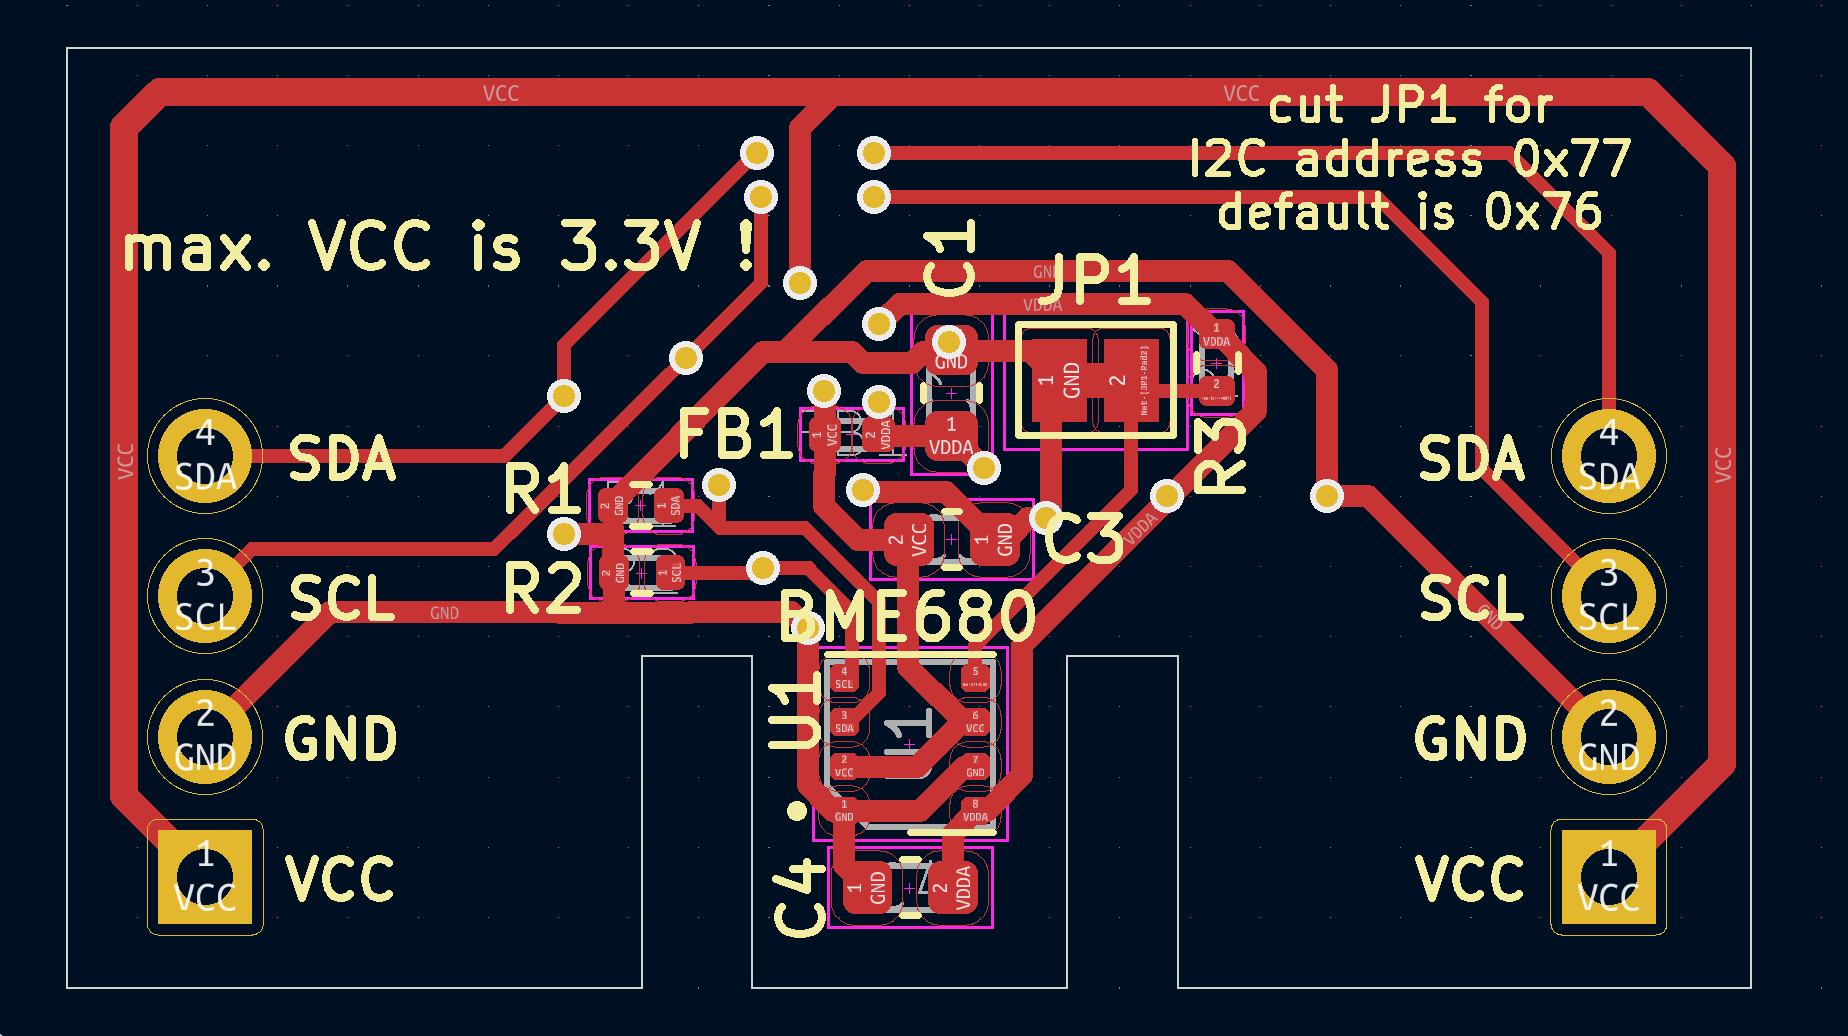 VCC
VCC
cut JP1 for
I2C address 0x77
default is 0x76
max. VCC is 3.3V !
C1
GND
JP1
VDDA
1
VDDA
GND
1
GND
2
Net-(JP1-Pad2)
2
R3
FB1
1
VCC
2
VDDA
1
VDDA
4
SDA
SDA
VCC
R1
2
GND
1
SDA
SDA
4
SDA
VCC
C3
2
VCC
1
GND
VDDA
3
SCL
SCL
R2
2
GND
1
SCL
GND
BME680
SCL
3
SCL
GND
U1
4
SCL
5
3
SDA
6
VCC
2
VCC
7
GND
1
GND
8
VDDA
2
GND
GND
GND
2
GND
C4
1
GND
2
VDDA
1
VCC
VCC
VCC
1
VCC